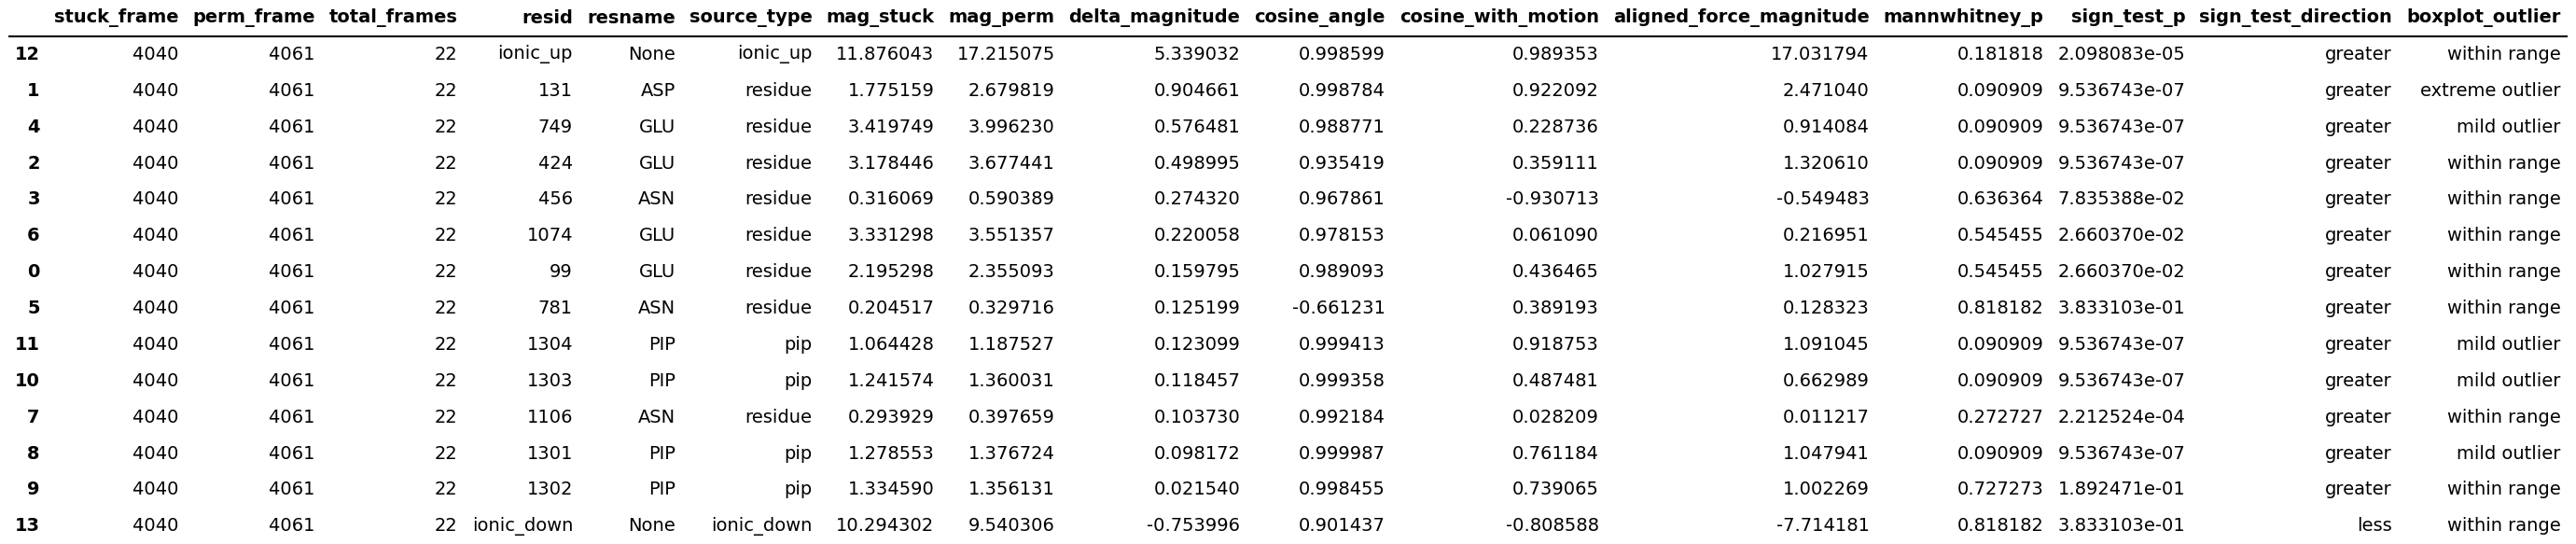 stuck_frame perm_frame total_frames resid resname source_type mag_stuck mag_perm delta_magnitude cosine_angle cosine_with_motion aligned_force_magnitude mannwhitney_p sign_test_p sign_test_direction boxplot_outlier
12 4040 4061 22 ionic_up None ionic_up 11.876043 17.215075 5.339032 0.998599 0.989353 17.031794 0.181818 2.098083e-05 greater within range
1 4040 4061 22 131 ASP residue 1.775159 2.679819 0.904661 0.998784 0.922092 2.471040 0.090909 9.536743e-07 greater extreme outlier
4 4040 4061 22 749 GLU residue 3.419749 3.996230 0.576481 0.988771 0.228736 0.914084 0.090909 9.536743e-07 greater mild outlier
2 4040 4061 22 424 GLU residue 3.178446 3.677441 0.498995 0.935419 0.359111 1.320610 0.090909 9.536743e-07 greater within range
3 4040 4061 22 456 ASN residue 0.316069 0.590389 0.274320 0.967861 -0.930713 -0.549483 0.636364 7.835388e-02 greater within range
6 4040 4061 22 1074 GLU residue 3.331298 3.551357 0.220058 0.978153 0.061090 0.216951 0.545455 2.660370e-02 greater within range
0 4040 4061 22 99 GLU residue 2.195298 2.355093 0.159795 0.989093 0.436465 1.027915 0.545455 2.660370e-02 greater within range
5 4040 4061 22 781 ASN residue 0.204517 0.329716 0.125199 -0.661231 0.389193 0.128323 0.818182 3.833103e-01 greater within range
11 4040 4061 22 1304 PIP pip 1.064428 1.187527 0.123099 0.999413 0.918753 1.091045 0.090909 9.536743e-07 greater mild outlier
10 4040 4061 22 1303 PIP pip 1.241574 1.360031 0.118457 0.999358 0.487481 0.662989 0.090909 9.536743e-07 greater mild outlier
7 4040 4061 22 1106 ASN residue 0.293929 0.397659 0.103730 0.992184 0.028209 0.011217 0.272727 2.212524e-04 greater within range
8 4040 4061 22 1301 PIP pip 1.278553 1.376724 0.098172 0.999987 0.761184 1.047941 0.090909 9.536743e-07 greater mild outlier
9 4040 4061 22 1302 PIP pip 1.334590 1.356131 0.021540 0.998455 0.739065 1.002269 0.727273 1.892471e-01 greater within range
13 4040 4061 22 ionic_down None ionic_down 10.294302 9.540306 -0.753996 0.901437 -0.808588 -7.714181 0.818182 3.833103e-01 less within range